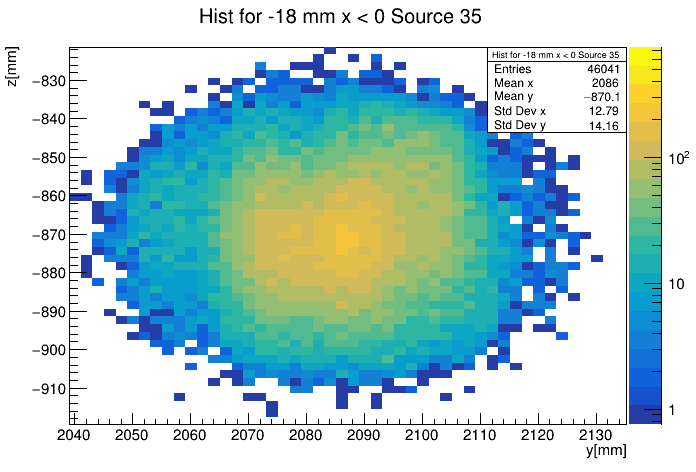 Hist for -18 mm x < 0 Source 35
Hist for -18 mm x < 0 Source 35
Entries 46041
Mean x 2086
Mean y −870.1
Std Dev x 12.79
Std Dev y 14.16
z[mm]
−830
−840
−850
−860
−870
−880
−890
−900
−910
10²
10
1
2040 2050 2060 2070 2080 2090 2100 2110 2120 2130
y[mm]